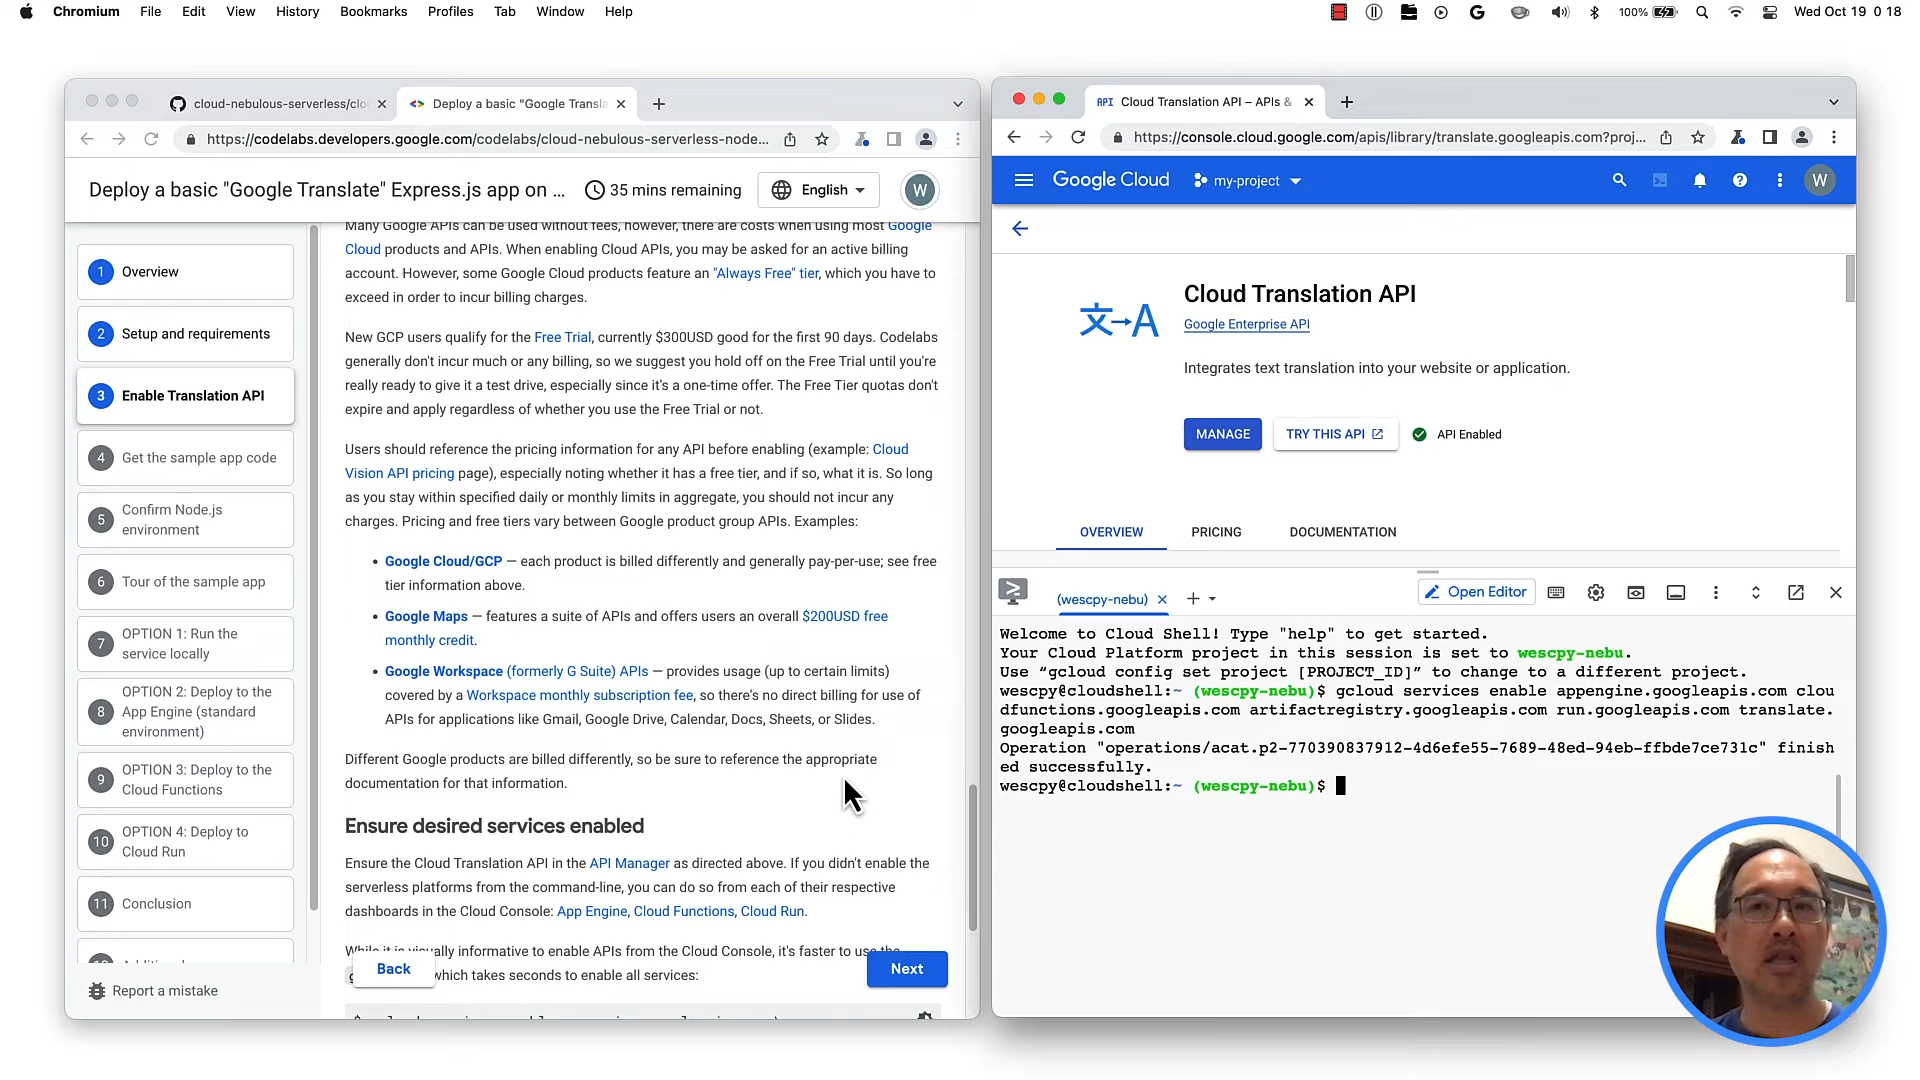 Chromium File Edit View History Bookmarks Profiles Tab Window Help
100% Wed Oct 19 0 18
cloud-nebulous-serverless/clo
Deploy a basic "Google Transla
https://codelabs.developers.google.com/codelabs/cloud-nebulous-serverless-node...
Deploy a basic "Google Translate" Express.js app on ...
35 mins remaining
English
W
1 Overview
2 Setup and requirements
3 Enable Translation API
4 Get the sample app code
5 Confirm Node.js
environment
6 Tour of the sample app
7 OPTION 1: Run the
service locally
8 OPTION 2: Deploy to the
App Engine (standard
environment)
9 OPTION 3: Deploy to the
Cloud Functions
10 OPTION 4: Deploy to
Cloud Run
11 Conclusion
Report a mistake
Many Google APIs can be used without fees, however, there are costs when using most Google
Cloud products and APIs. When enabling Cloud APIs, you may be asked for an active billing
account. However, some Google Cloud products feature an "Always Free" tier, which you have to
exceed in order to incur billing charges.
New GCP users qualify for the Free Trial, currently $300USD good for the first 90 days. Codelabs
generally don't incur much or any billing, so we suggest you hold off on the Free Trial until you're
really ready to give it a test drive, especially since it's a one-time offer. The Free Tier quotas don't
expire and apply regardless of whether you use the Free Trial or not.
Users should reference the pricing information for any API before enabling (example: Cloud
Vision API pricing page), especially noting whether it has a free tier, and if so, what it is. So long
as you stay within specified daily or monthly limits in aggregate, you should not incur any
charges. Pricing and free tiers vary between Google product group APIs. Examples:
• Google Cloud/GCP — each product is billed differently and generally pay-per-use; see free
tier information above.
• Google Maps — features a suite of APIs and offers users an overall $200USD free
monthly credit.
• Google Workspace (formerly G Suite) APIs — provides usage (up to certain limits)
covered by a Workspace monthly subscription fee, so there's no direct billing for use of
APIs for applications like Gmail, Google Drive, Calendar, Docs, Sheets, or Slides.
Different Google products are billed differently, so be sure to reference the appropriate
documentation for that information.
Ensure desired services enabled
Ensure the Cloud Translation API in the API Manager as directed above. If you didn't enable the
serverless platforms from the command-line, you can do so from each of their respective
dashboards in the Cloud Console: App Engine, Cloud Functions, Cloud Run.
While it is visually informative to enable APIs from the Cloud Console, it's faster to use the
which takes seconds to enable all services:
Back
Next
API Cloud Translation API – APIs &
https://console.cloud.google.com/apis/library/translate.googleapis.com?proj...
Google Cloud
my-project
W
Cloud Translation API
Google Enterprise API
文→A
Integrates text translation into your website or application.
MANAGE
TRY THIS API
API Enabled
OVERVIEW
PRICING
DOCUMENTATION
(wescpy-nebu)
Open Editor
Welcome to Cloud Shell! Type "help" to get started.
Your Cloud Platform project in this session is set to wescpy-nebu.
Use “gcloud config set project [PROJECT_ID]” to change to a different project.
wescpy@cloudshell:~ (wescpy-nebu)$ gcloud services enable appengine.googleapis.com clou
dfunctions.googleapis.com artifactregistry.googleapis.com run.googleapis.com translate.
googleapis.com
Operation "operations/acat.p2-770390837912-4d6efe55-7689-48ed-94eb-ffbde7ce731c" finish
ed successfully.
wescpy@cloudshell:~ (wescpy-nebu)$